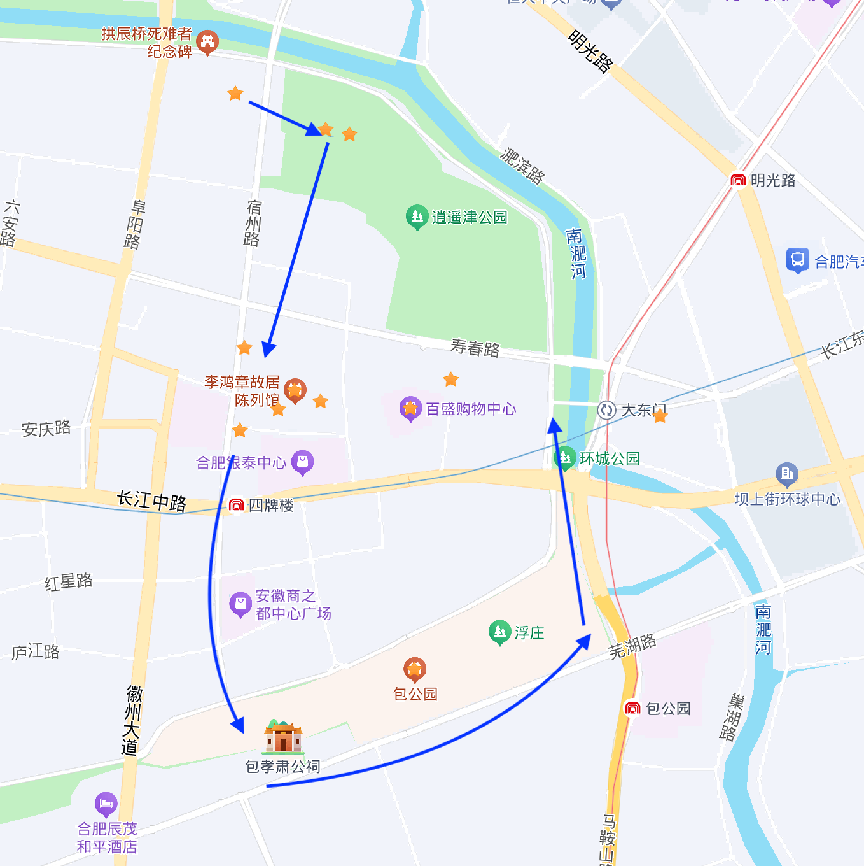 拱辰桥死难者
纪念碑
明光路
淝滨路
明光路
六安路
阜阳路
宿州路
逍遥津公园
南淝河
合肥汽车
寿春路
长江东
李鸿章故居
陈列馆
百盛购物中心
大东门
安庆路
合肥银泰中心
环城公园
长江中路
四牌楼
坝上街环球中心
红星路
安徽商之
都中心广场
南淝河
庐江路
浮庄
芜湖路
包公园
徽州大道
包公园
巢湖路
包孝肃公祠
合肥辰茂
和平酒店
马鞍山